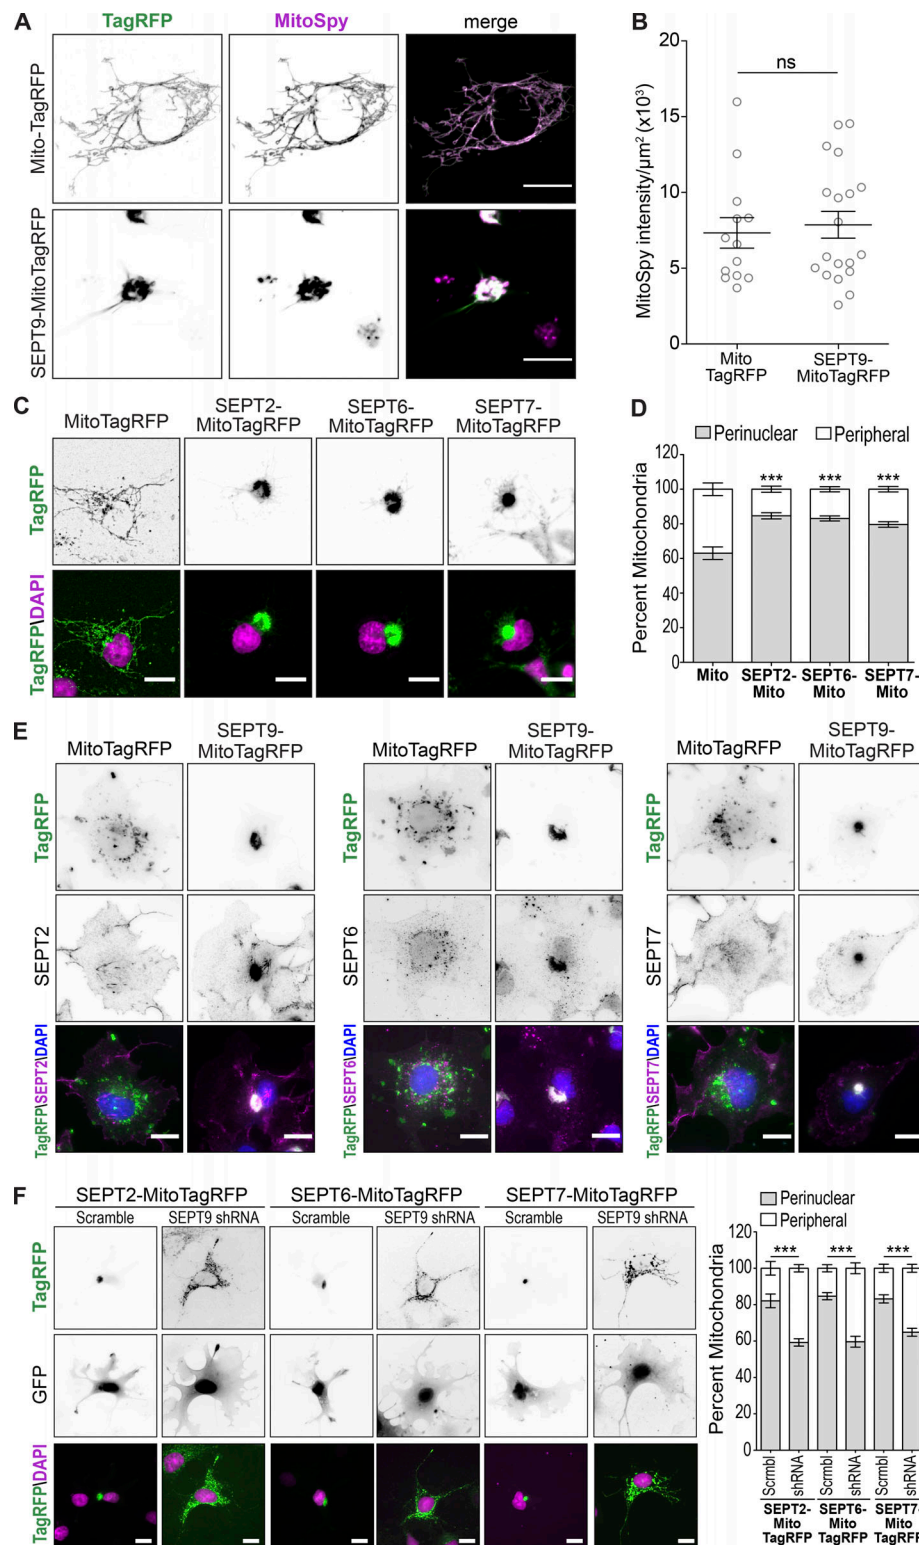 A
TagRFP
MitoSpy
merge
Mito-TagRFP
SEPT9-MitoTagRFP
B
ns
MitoSpy intensity/µm² (x10³)
20
15
10
5
0
Mito
TagRFP
SEPT9-
MitoTagRFP
C
MitoTagRFP
SEPT2-
MitoTagRFP
SEPT6-
MitoTagRFP
SEPT7-
MitoTagRFP
TagRFP
TagRFP\DAPI
D
Perinuclear
Peripheral
Percent Mitochondria
120
100
80
60
40
20
0
***
***
***
Mito
SEPT2-
Mito
SEPT6-
Mito
SEPT7-
Mito
E
MitoTagRFP
SEPT9-
MitoTagRFP
TagRFP
SEPT2
TagRFP\SEPT2\DAPI
MitoTagRFP
SEPT9-
MitoTagRFP
TagRFP
SEPT6
TagRFP\SEPT6\DAPI
MitoTagRFP
SEPT9-
MitoTagRFP
TagRFP
SEPT7
TagRFP\SEPT7\DAPI
F
SEPT2-MitoTagRFP
SEPT6-MitoTagRFP
SEPT7-MitoTagRFP
Scramble
SEPT9 shRNA
Scramble
SEPT9 shRNA
Scramble
SEPT9 shRNA
TagRFP
GFP
TagRFP\DAPI
Perinuclear
Peripheral
Percent Mitochondria
120
100
80
60
40
20
0
***
***
***
Scrmbl
shRNA
Scrmbl
shRNA
Scrmbl
shRNA
SEPT2-
Mito
TagRFP
SEPT6-
Mito
TagRFP
SEPT7-
Mito
TagRFP